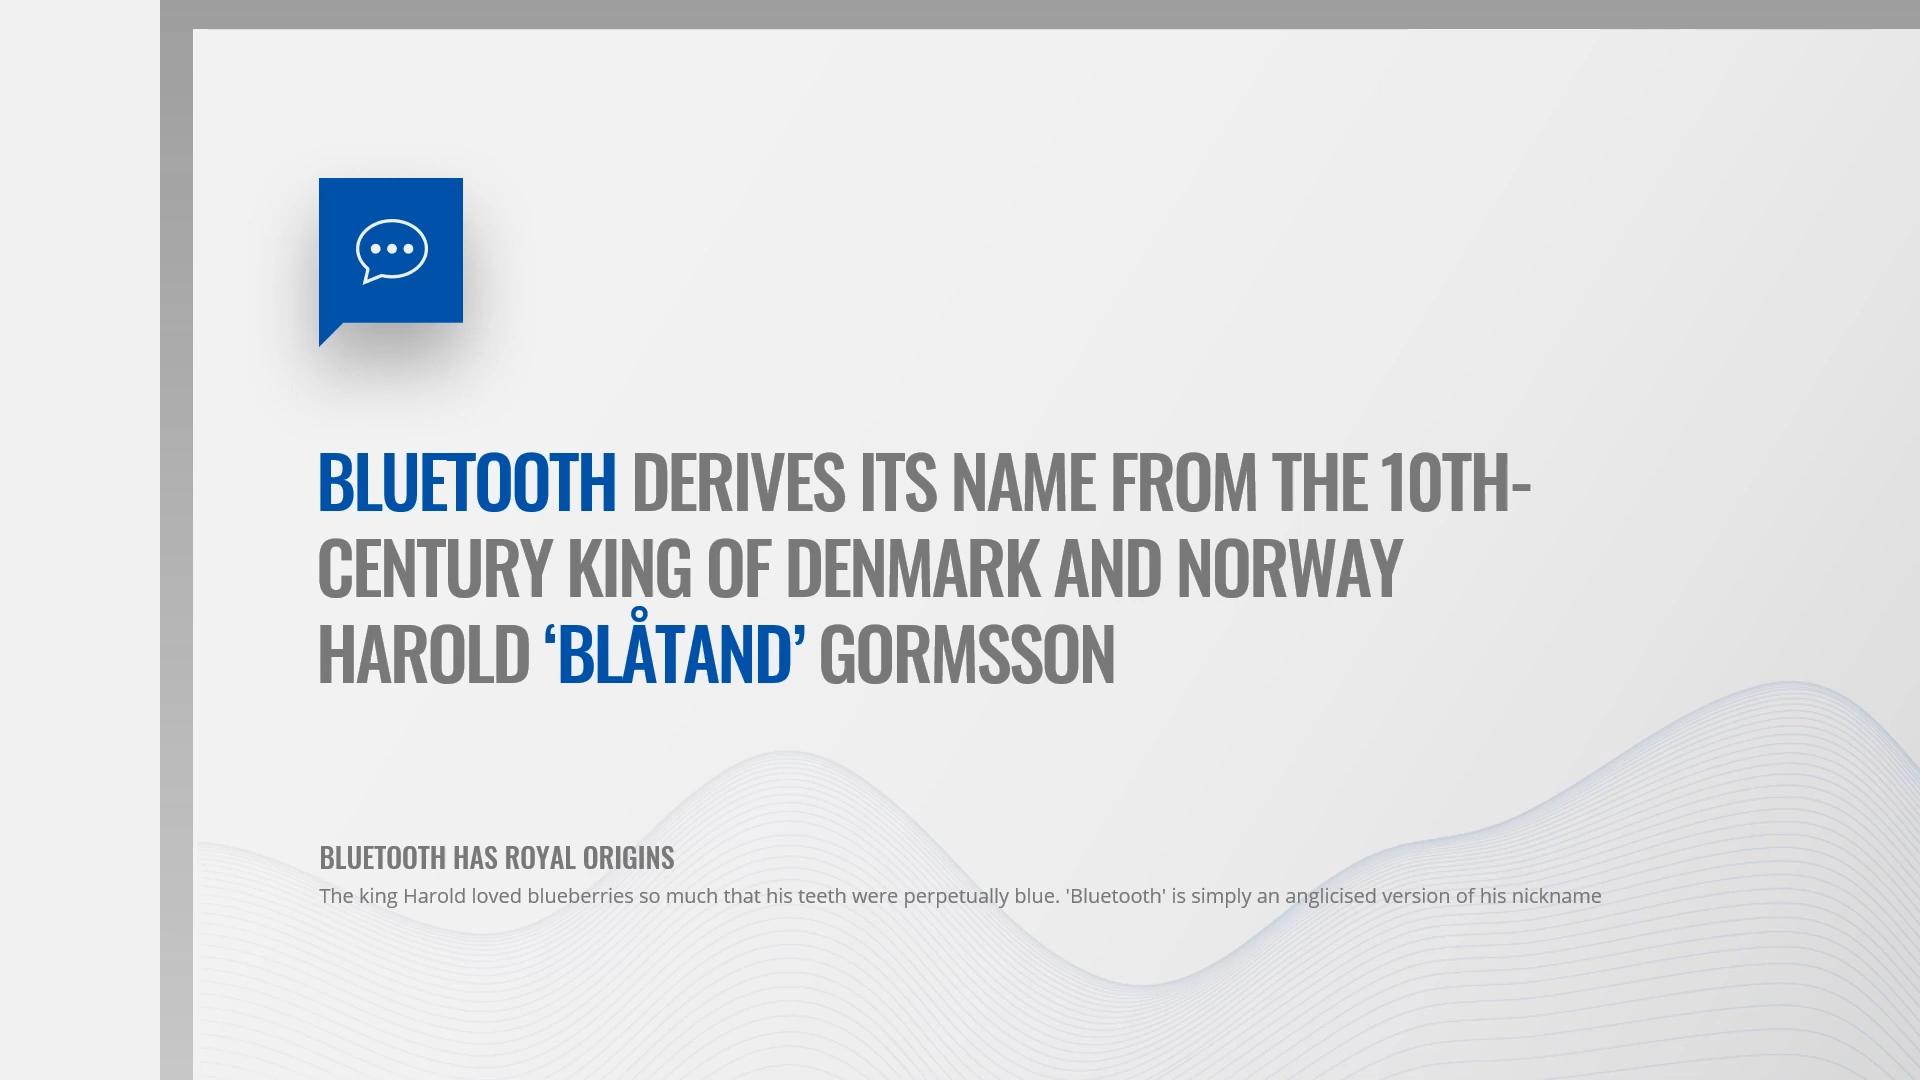 BLUETOOTH DERIVES ITS NAME FROM THE 10TH-
CENTURY KING OF DENMARK AND NORWAY
HAROLD ‘BLÅTAND’ GORMSSON
BLUETOOTH HAS ROYAL ORIGINS
The king Harold loved blueberries so much that his teeth were perpetually blue. 'Bluetooth' is simply an anglicised version of his nickname